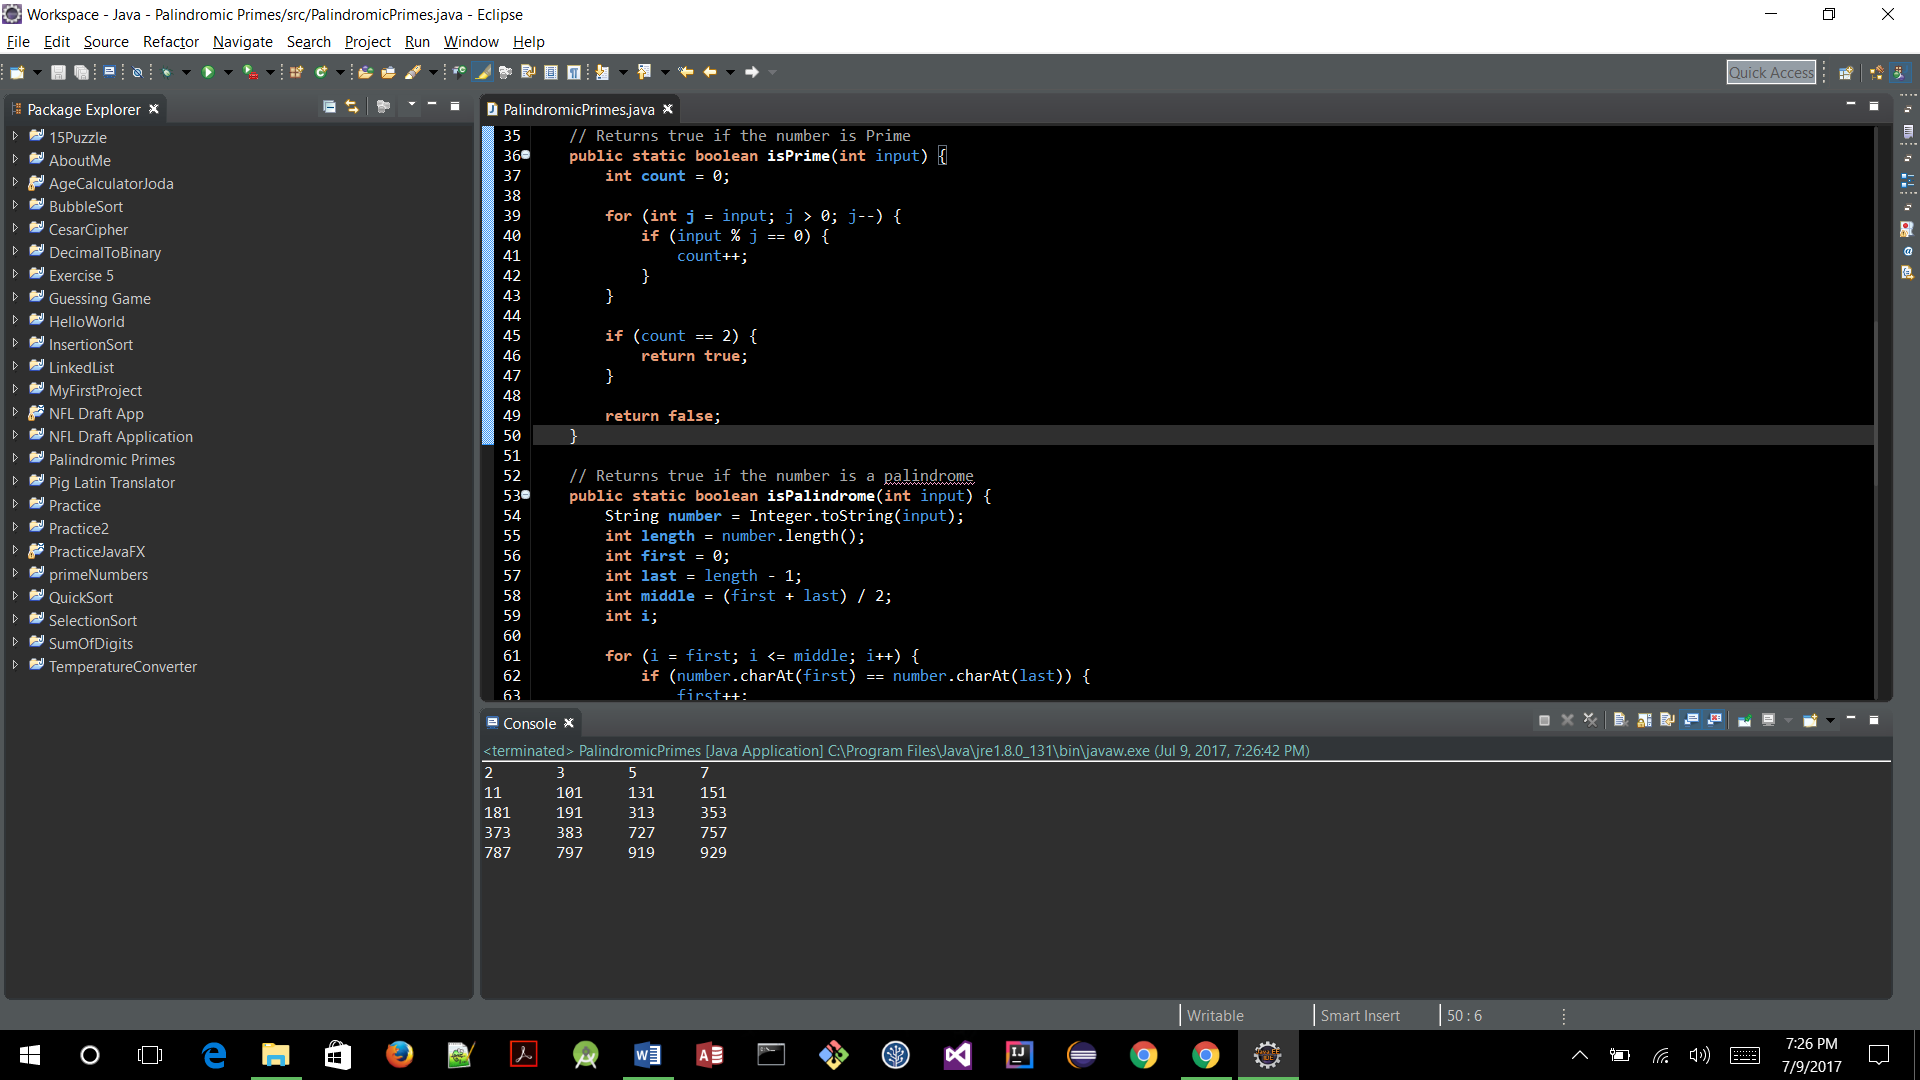 Workspace - Java - Palindromic Primes/src/PalindromicPrimes.java - Eclipse
File Edit Source Refactor Navigate Search Project Run Window Help
Quick Access
Package Explorer
15Puzzle
AboutMe
AgeCalculatorJoda
BubbleSort
CesarCipher
DecimalToBinary
Exercise 5
Guessing Game
HelloWorld
InsertionSort
LinkedList
MyFirstProject
NFL Draft App
NFL Draft Application
Palindromic Primes
Pig Latin Translator
Practice
Practice2
PracticeJavaFX
primeNumbers
QuickSort
SelectionSort
SumOfDigits
TemperatureConverter
PalindromicPrimes.java
35 // Returns true if the number is Prime
36 public static boolean isPrime(int input) {
37 int count = 0;
38
39 for (int j = input; j > 0; j--) {
40 if (input % j == 0) {
41 count++;
42 }
43 }
44
45 if (count == 2) {
46 return true;
47 }
48
49 return false;
50 }
51
52 // Returns true if the number is a palindrome
53 public static boolean isPalindrome(int input) {
54 String number = Integer.toString(input);
55 int length = number.length();
56 int first = 0;
57 int last = length - 1;
58 int middle = (first + last) / 2;
59 int i;
60
61 for (i = first; i <= middle; i++) {
62 if (number.charAt(first) == number.charAt(last)) {
63 first++;
Console
<terminated> PalindromicPrimes [Java Application] C:\Program Files\Java\jre1.8.0_131\bin\javaw.exe (Jul 9, 2017, 7:26:42 PM)
2 3 5 7
11 101 131 151
181 191 313 353
373 383 727 757
787 797 919 929
Writable Smart Insert 50 : 6
7:26 PM
7/9/2017